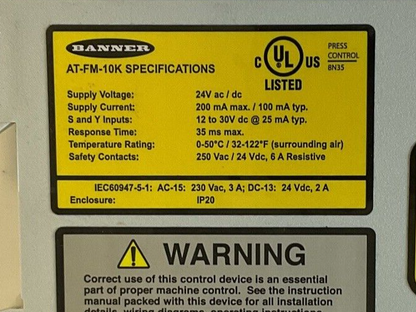 BANNER
C UL US LISTED
PRESS CONTROL 8N35
AT-FM-10K SPECIFICATIONS
Supply Voltage: 24V ac / dc
Supply Current: 200 mA max. / 100 mA typ.
S and Y Inputs: 12 to 30V dc @ 25 mA typ.
Response Time: 35 ms max.
Temperature Rating: 0-50°C / 32-122°F (surrounding air)
Safety Contacts: 250 Vac / 24 Vdc, 6 A Resistive
IEC60947-5-1: AC-15: 230 Vac, 3 A; DC-13: 24 Vdc, 2 A
Enclosure: IP20
WARNING
Correct use of this control device is an essential
part of proper machine control. See the instruction
manual packed with this device for all installation
details, wiring diagrams, operating instructions